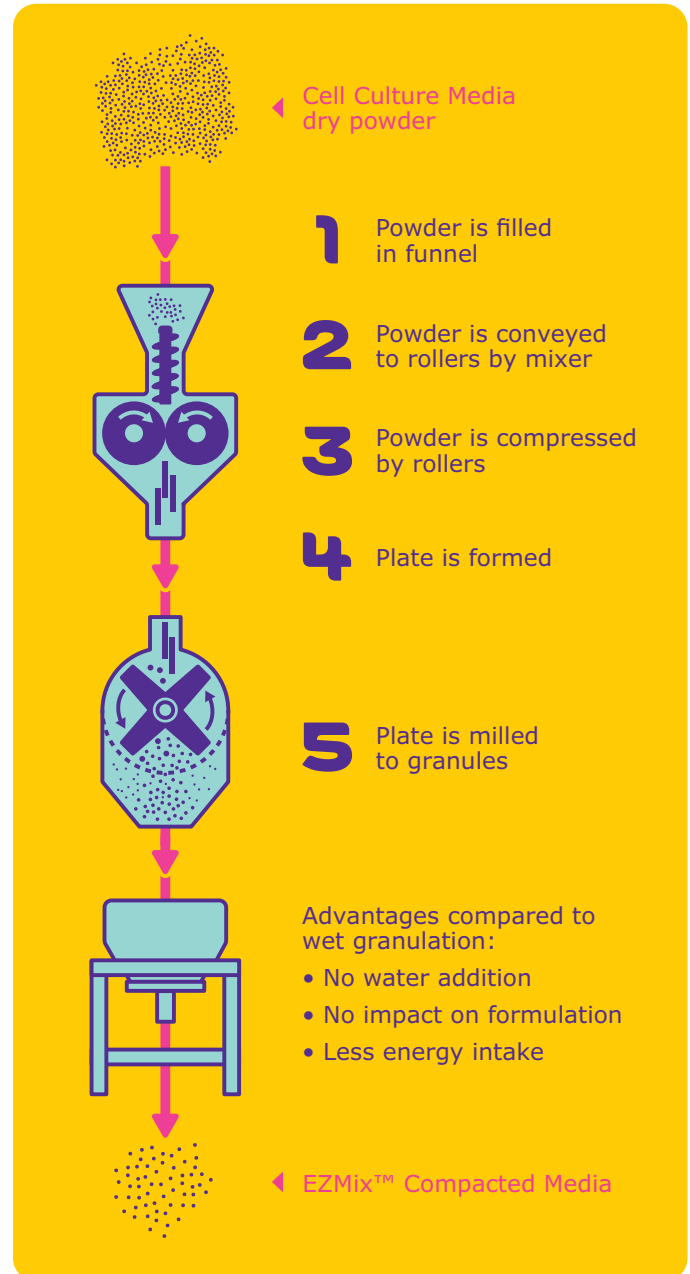 Cell Culture Media
dry powder
1
Powder is filled
in funnel
2
Powder is conveyed
to rollers by mixer
3
Powder is compressed
by rollers
4
Plate is formed
5
Plate is milled
to granules
Advantages compared to
wet granulation:
• No water addition
• No impact on formulation
• Less energy intake
EZMix™ Compacted Media